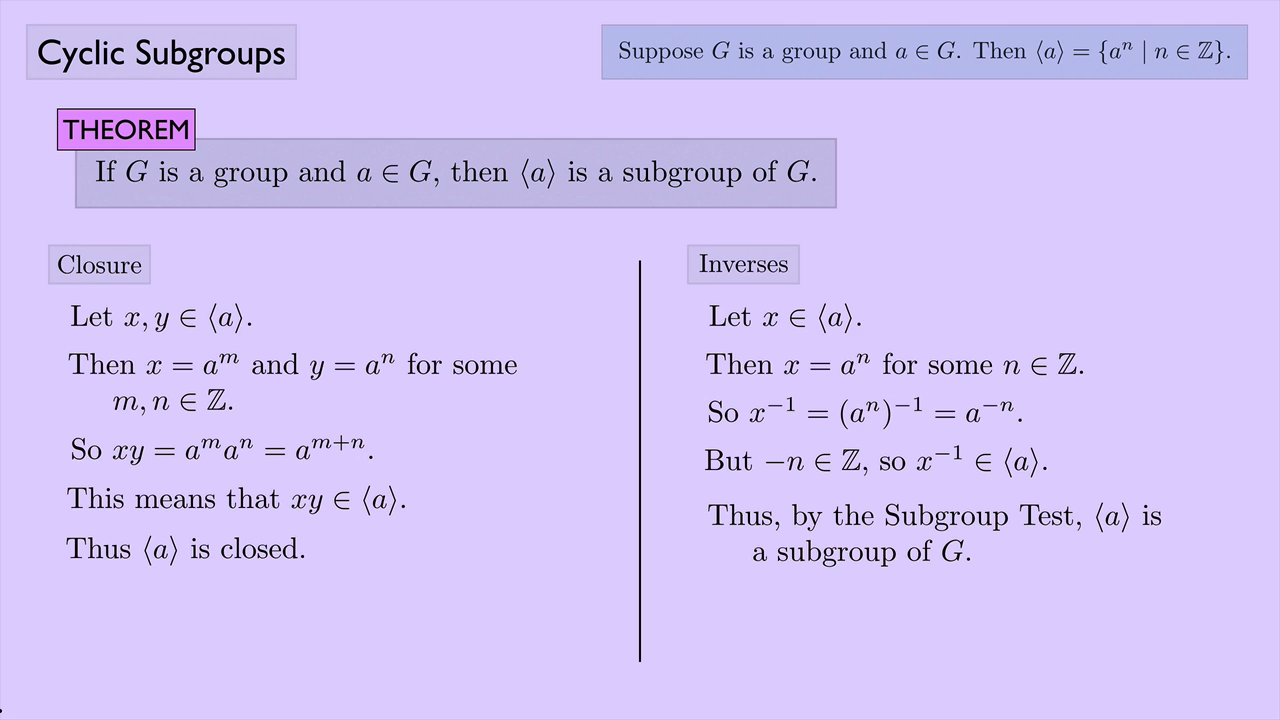 Cyclic Subgroups
Suppose G is a group and a ∈ G. Then ⟨a⟩ = {aⁿ | n ∈ ℤ}.
THEOREM
If G is a group and a ∈ G, then ⟨a⟩ is a subgroup of G.
Closure
Let x, y ∈ ⟨a⟩.
Then x = aᵐ and y = aⁿ for some
m, n ∈ ℤ.
So xy = aᵐaⁿ = aᵐ⁺ⁿ.
This means that xy ∈ ⟨a⟩.
Thus ⟨a⟩ is closed.
Inverses
Let x ∈ ⟨a⟩.
Then x = aⁿ for some n ∈ ℤ.
So x⁻¹ = (aⁿ)⁻¹ = a⁻ⁿ.
But −n ∈ ℤ, so x⁻¹ ∈ ⟨a⟩.
Thus, by the Subgroup Test, ⟨a⟩ is
a subgroup of G.